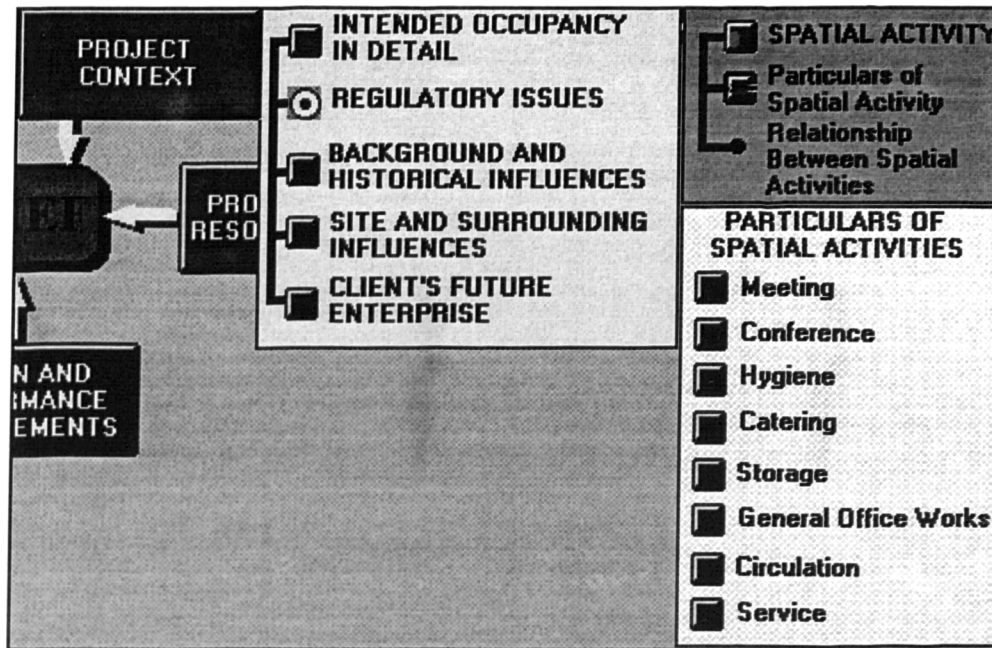 PROJECT
CONTEXT
EF
PRO
RESO
N AND
RMANCE
EMENTS
INTENDED OCCUPANCY
IN DETAIL
REGULATORY ISSUES
BACKGROUND AND
HISTORICAL INFLUENCES
SITE AND SURROUNDING
INFLUENCES
CLIENT'S FUTURE
ENTERPRISE
SPATIAL ACTIVITY
Particulars of
Spatial Activity
Relationship
Between Spatial
Activities
PARTICULARS OF
SPATIAL ACTIVITIES
Meeting
Conference
Hygiene
Catering
Storage
General Office Works
Circulation
Service